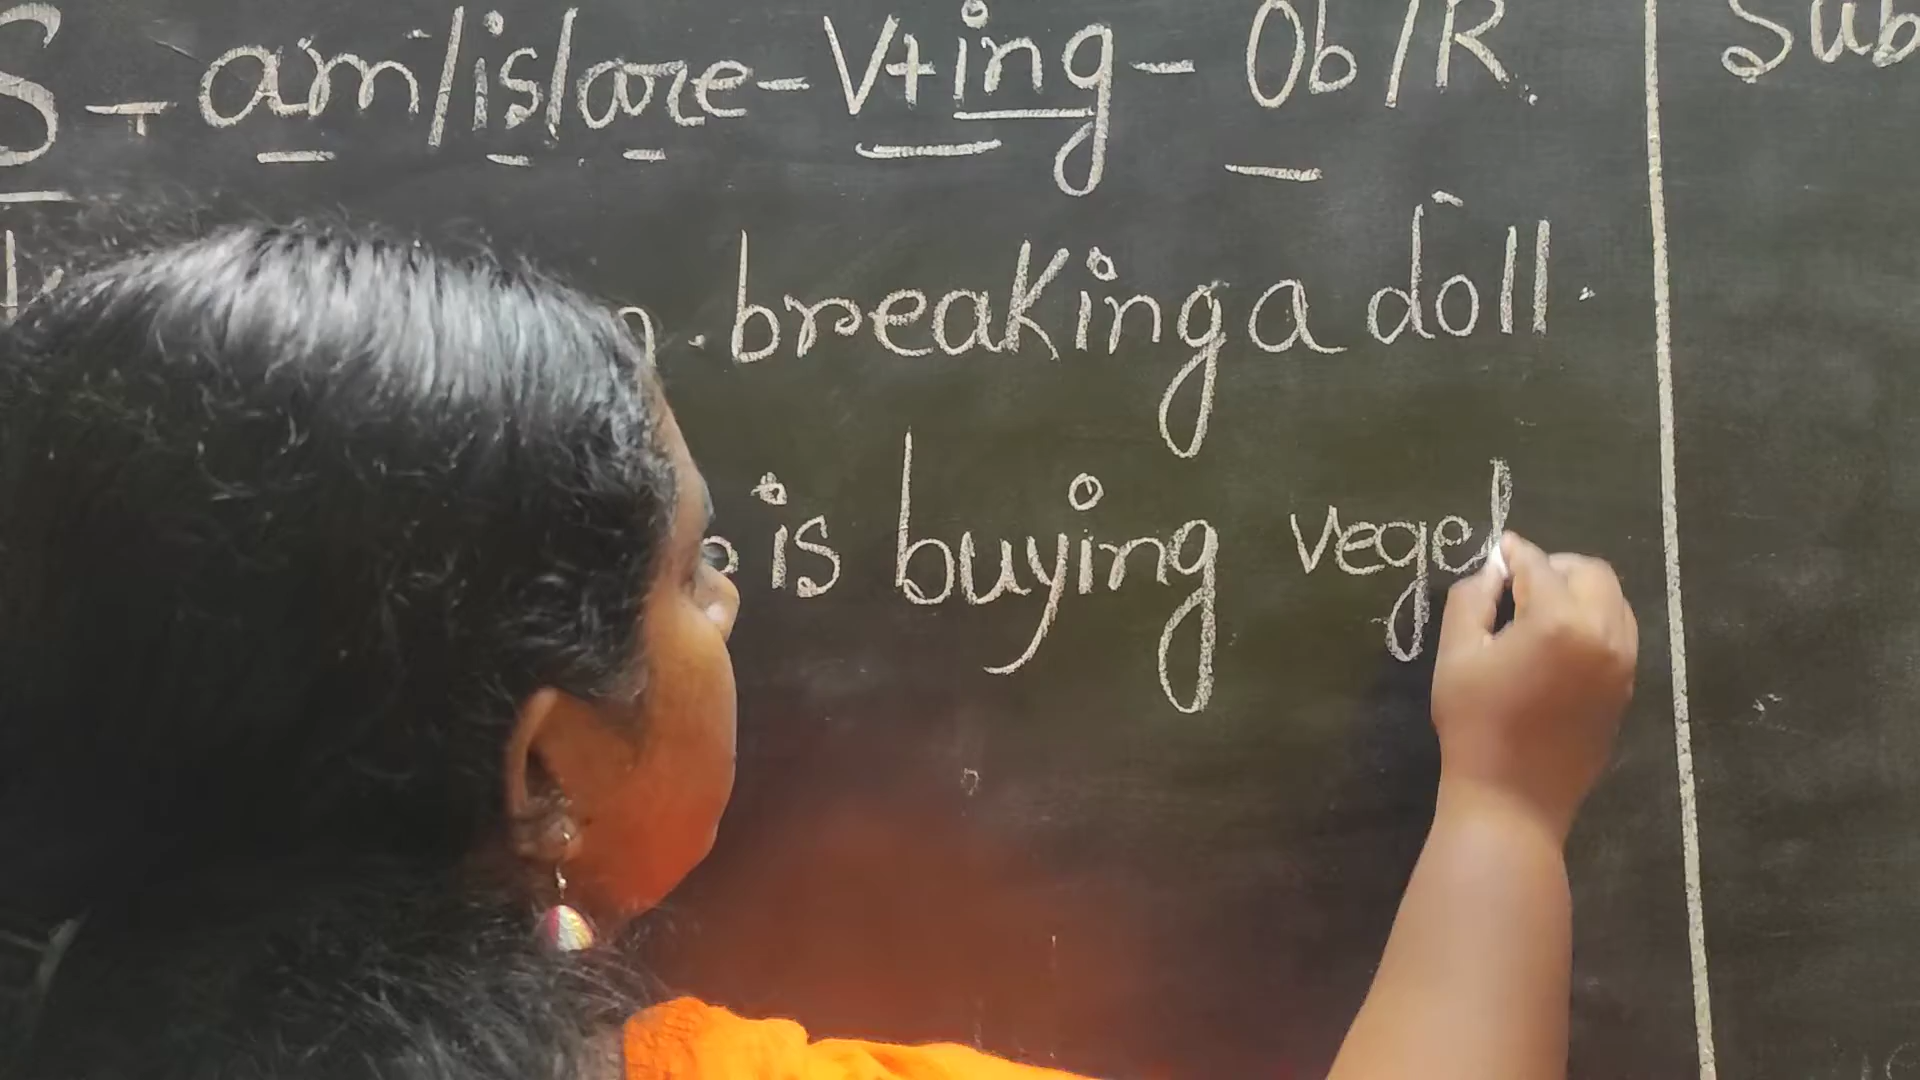 S - am/is/are - V+ing - Ob/R
Sub
breaking a doll.
is buying veget